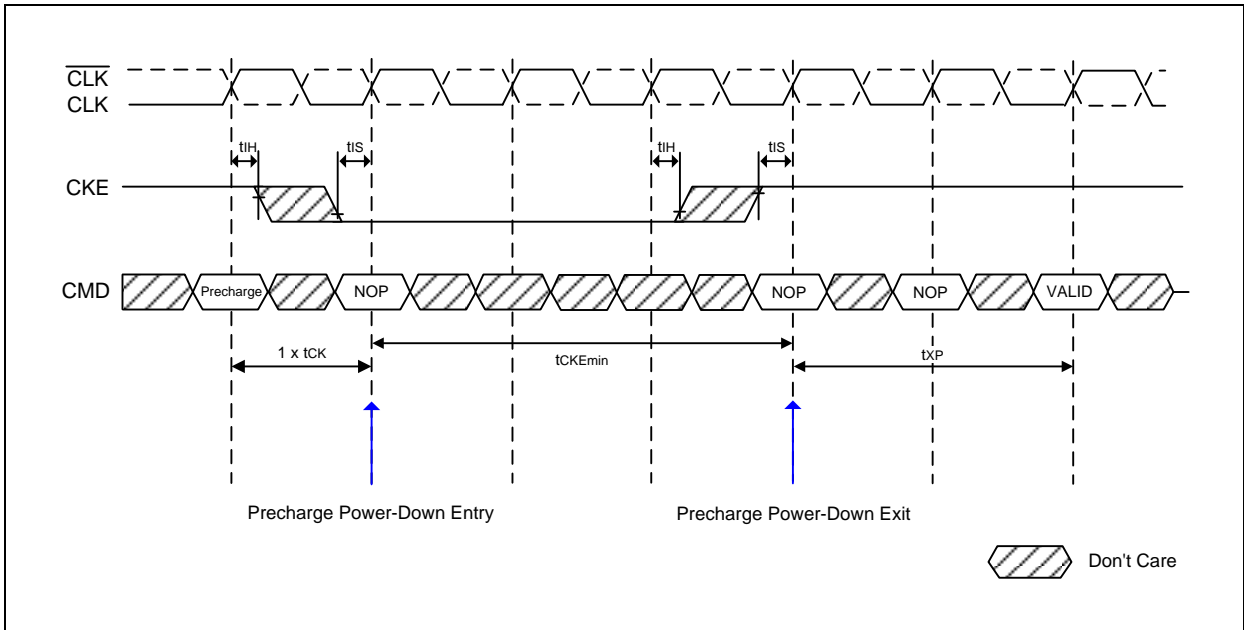 CLK
CLK
tIH
tIS
tIH
tIS
CKE
CMD
Precharge
NOP
NOP
NOP
VALID
1 x tCK
tCKEmin
tXP
Precharge Power-Down Entry
Precharge Power-Down Exit
Don't Care